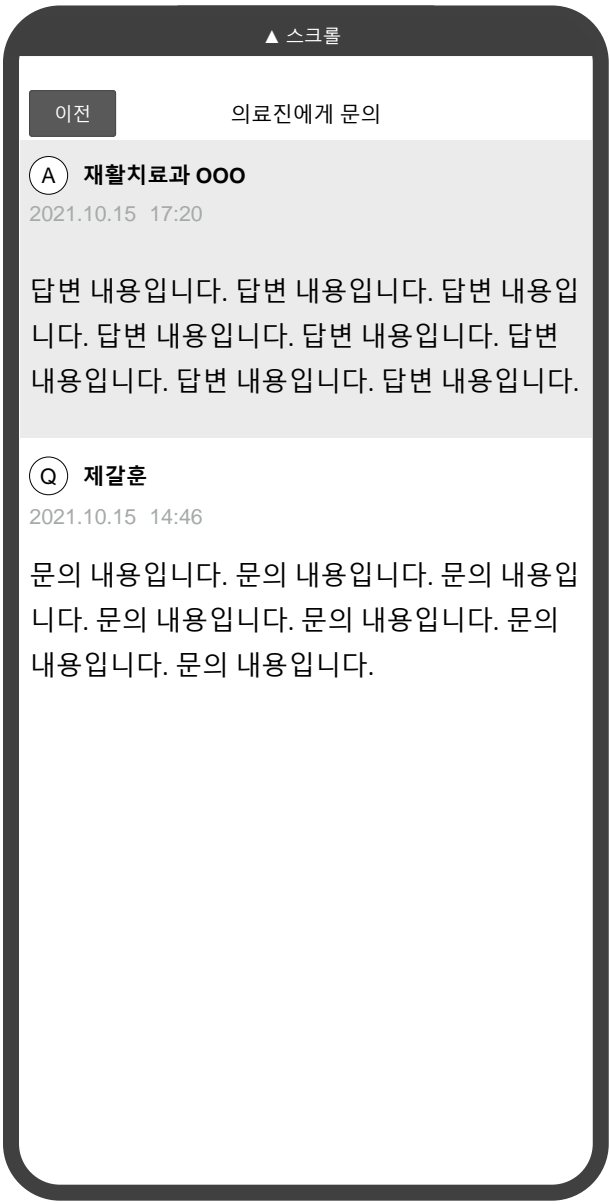 ▲ 스크롤
이전
의료진에게 문의
A 재활치료과 OOO
2021.10.15 17:20
답변 내용입니다. 답변 내용입니다. 답변 내용입
니다. 답변 내용입니다. 답변 내용입니다. 답변
내용입니다. 답변 내용입니다. 답변 내용입니다.
Q 제갈훈
2021.10.15 14:46
문의 내용입니다. 문의 내용입니다. 문의 내용입
니다. 문의 내용입니다. 문의 내용입니다. 문의
내용입니다. 문의 내용입니다.